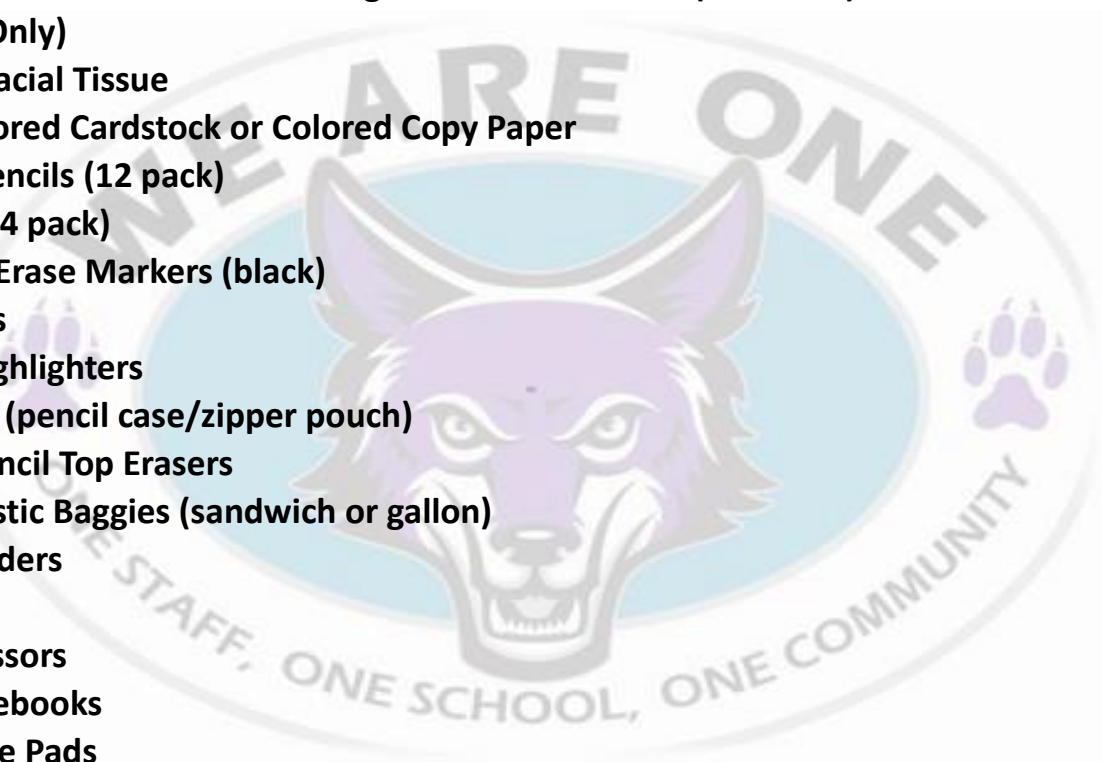 Only)
acial Tissue
ored Cardstock or Colored Copy Paper
encils (12 pack)
4 pack)
Erase Markers (black)
s
ghlighters
(pencil case/zipper pouch)
ncil Top Erasers
stic Baggies (sandwich or gallon)
ders
ssors
ebooks
e Pads
WE ARE ONE
ONE STAFF, ONE SCHOOL, ONE COMMUNITY